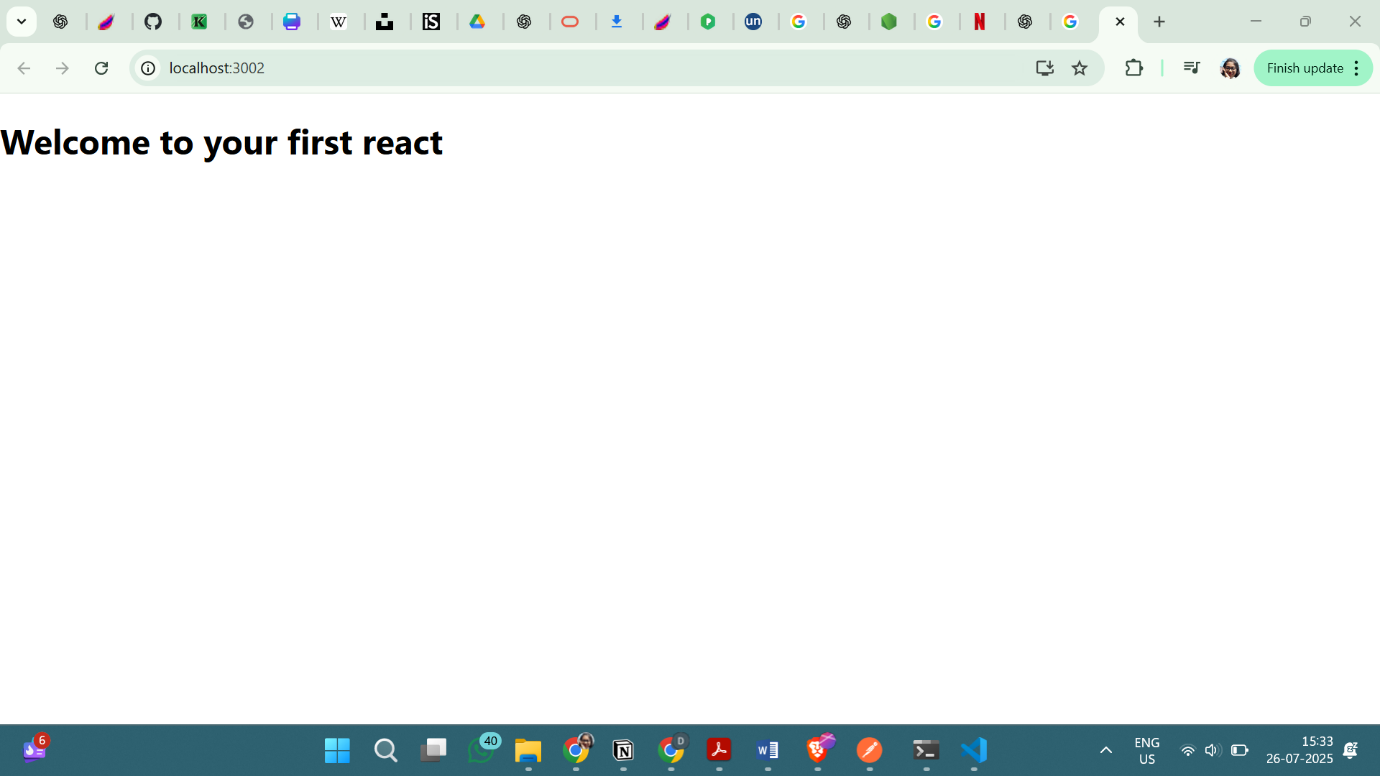 localhost:3002
Finish update
Welcome to your first react
6
40
D
ENG
US
15:33
26-07-2025